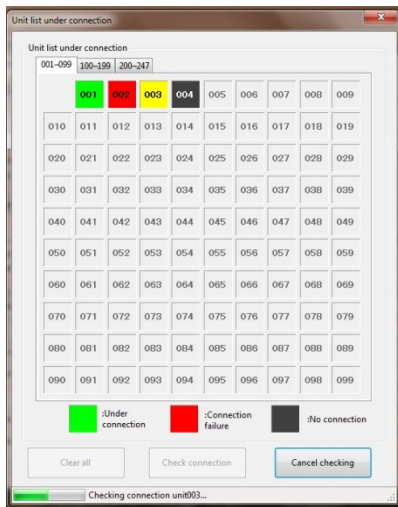 Unit list under connection
Unit list under connection
001-099 100-199 200-247
001 002 003 004 005 006 007 008 009
010 011 012 013 014 015 016 017 018 019
020 021 022 023 024 025 026 027 028 029
030 031 032 033 034 035 036 037 038 039
040 041 042 043 044 045 046 047 048 049
050 051 052 053 054 055 056 057 058 059
060 061 062 063 064 065 066 067 068 069
070 071 072 073 074 075 076 077 078 079
080 081 082 083 084 085 086 087 088 089
090 091 092 093 094 095 096 097 098 099
:Under
connection
:Connection
failure
:No connection
Clear all Check connection Cancel checking
Checking connection unit003...